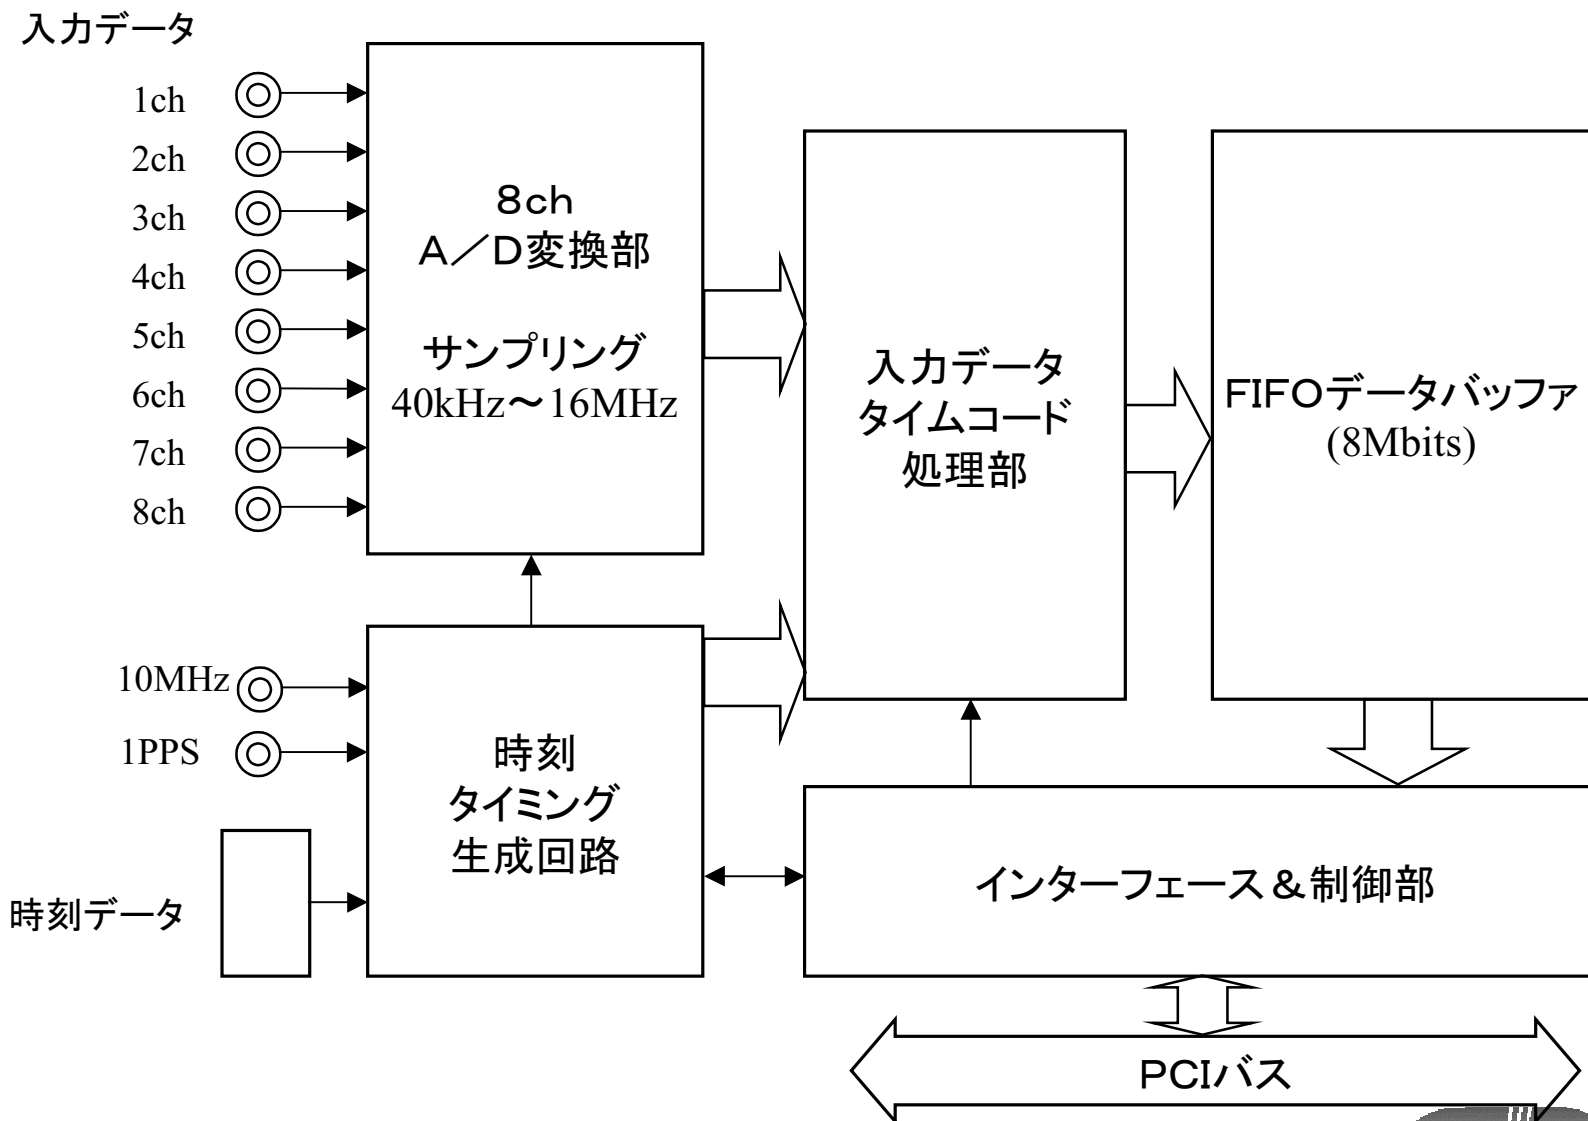 入力データ
1ch
2ch
3ch
4ch
5ch
6ch
7ch
8ch
8ch
A/D変換部
サンプリング
40kHz~16MHz
10MHz
1PPS
時刻データ
時刻
タイミング
生成回路
入力データ
タイムコード
処理部
FIFOデータバッファ
(8Mbits)
インターフェース&制御部
PCIバス